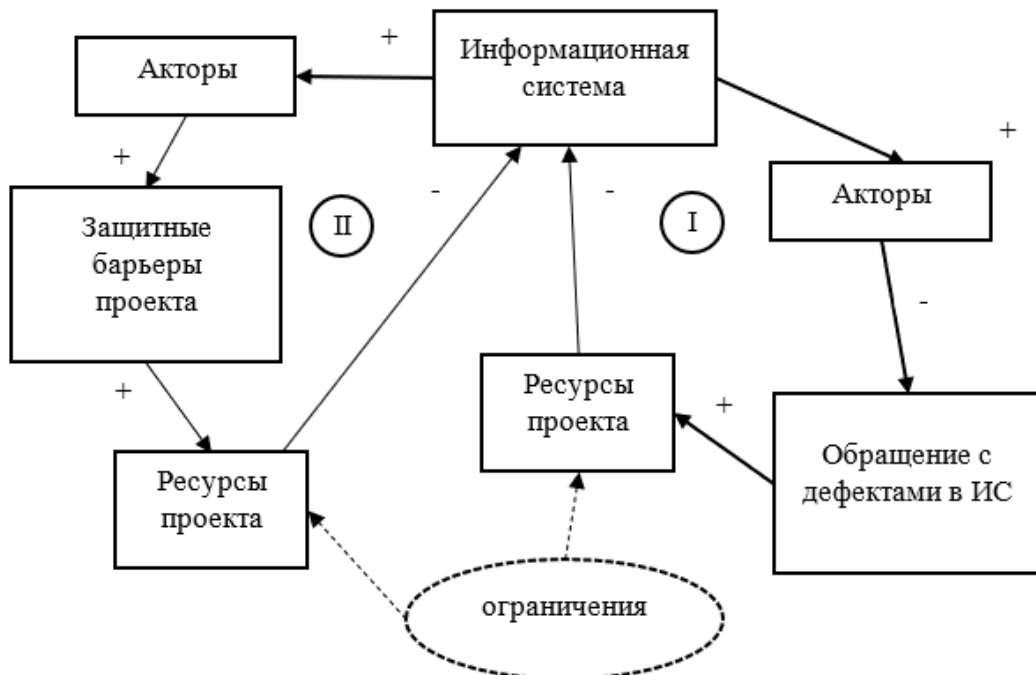 +
Информационная
система
Акторы
+
+
Акторы
-
-
Защитные
барьеры
проекта
II
I
-
+
Ресурсы
проекта
+
Обращение с
дефектами в ИС
Ресурсы
проекта
ограничения